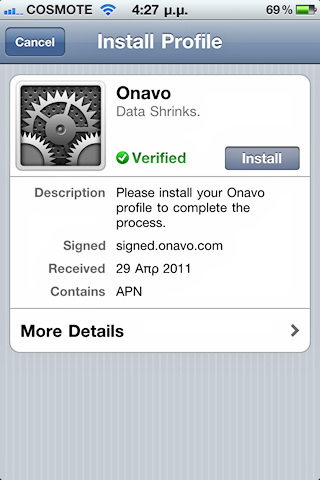 COSMOTE 4:27 μ.μ. 69%
Cancel Install Profile
Onavo
Data Shrinks.
Verified Install
Description Please install your Onavo
profile to complete the
process.
Signed signed.onavo.com
Received 29 Απρ 2011
Contains APN
More Details